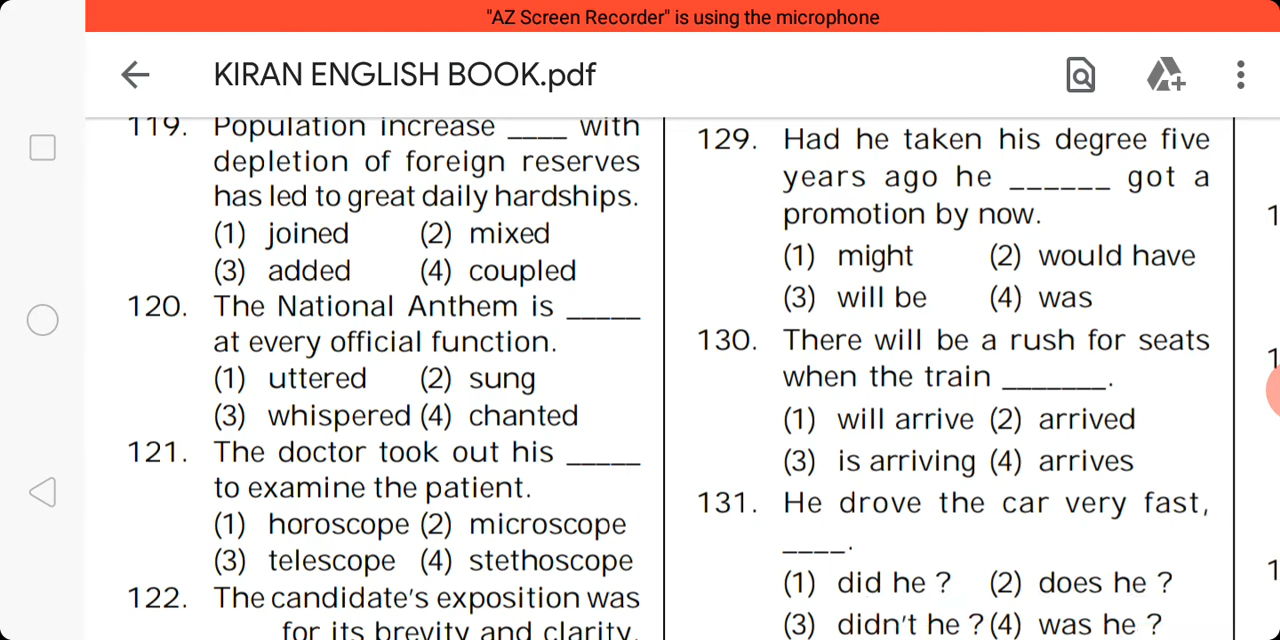 "AZ Screen Recorder" is using the microphone
KIRAN ENGLISH BOOK.pdf
119. Population increase ____ with
depletion of foreign reserves
has led to great daily hardships.
(1) joined (2) mixed
(3) added (4) coupled
120. The National Anthem is _____
at every official function.
(1) uttered (2) sung
(3) whispered (4) chanted
121. The doctor took out his _____
to examine the patient.
(1) horoscope (2) microscope
(3) telescope (4) stethoscope
122. The candidate's exposition was
for its brevity and clarity.
129. Had he taken his degree five
years ago he ______ got a
promotion by now.
(1) might (2) would have
(3) will be (4) was
130. There will be a rush for seats
when the train _______.
(1) will arrive (2) arrived
(3) is arriving (4) arrives
131. He drove the car very fast,
____.
(1) did he ? (2) does he ?
(3) didn't he ? (4) was he ?
1
1
1